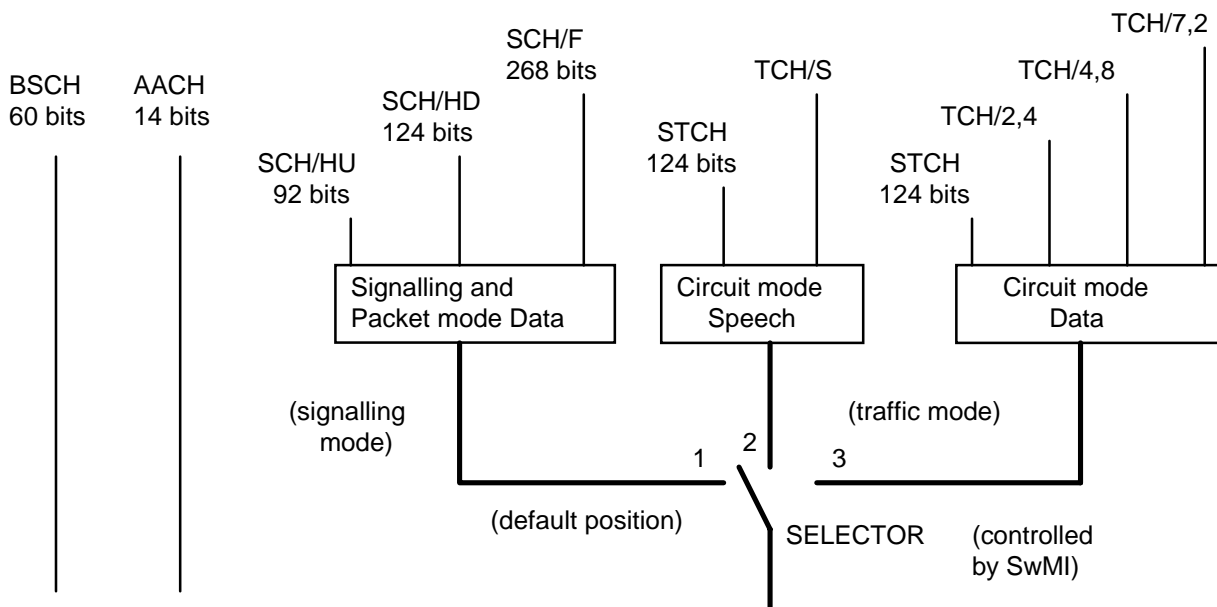 BSCH
60 bits
AACH
14 bits
SCH/HU
92 bits
SCH/HD
124 bits
SCH/F
268 bits
STCH
124 bits
TCH/S
STCH
124 bits
TCH/2,4
TCH/4,8
TCH/7,2
Signalling and
Packet mode Data
Circuit mode
Speech
Circuit mode
Data
(signalling
mode)
(traffic mode)
1
2
3
(default position)
SELECTOR
(controlled
by SwMI)